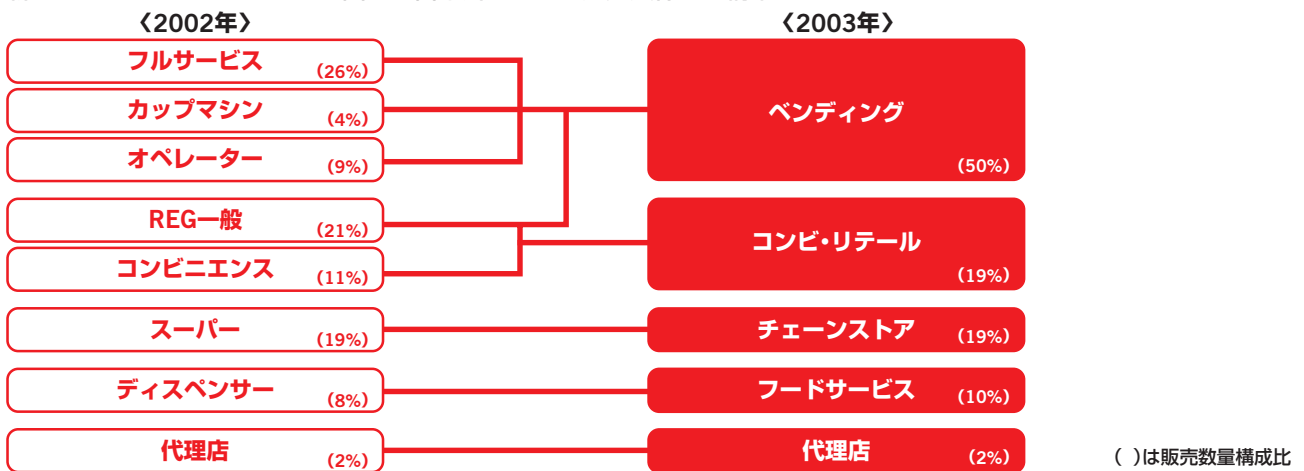 〈2002年〉
〈2003年〉
フルサービス (26%)
カップマシン (4%)
オペレーター (9%)
ベンディング (50%)
REG一般 (21%)
コンビニエンス (11%)
コンビ・リテール (19%)
スーパー (19%)
チェーンストア (19%)
ディスペンサー (8%)
フードサービス (10%)
代理店 (2%)
代理店 (2%)
( )は販売数量構成比